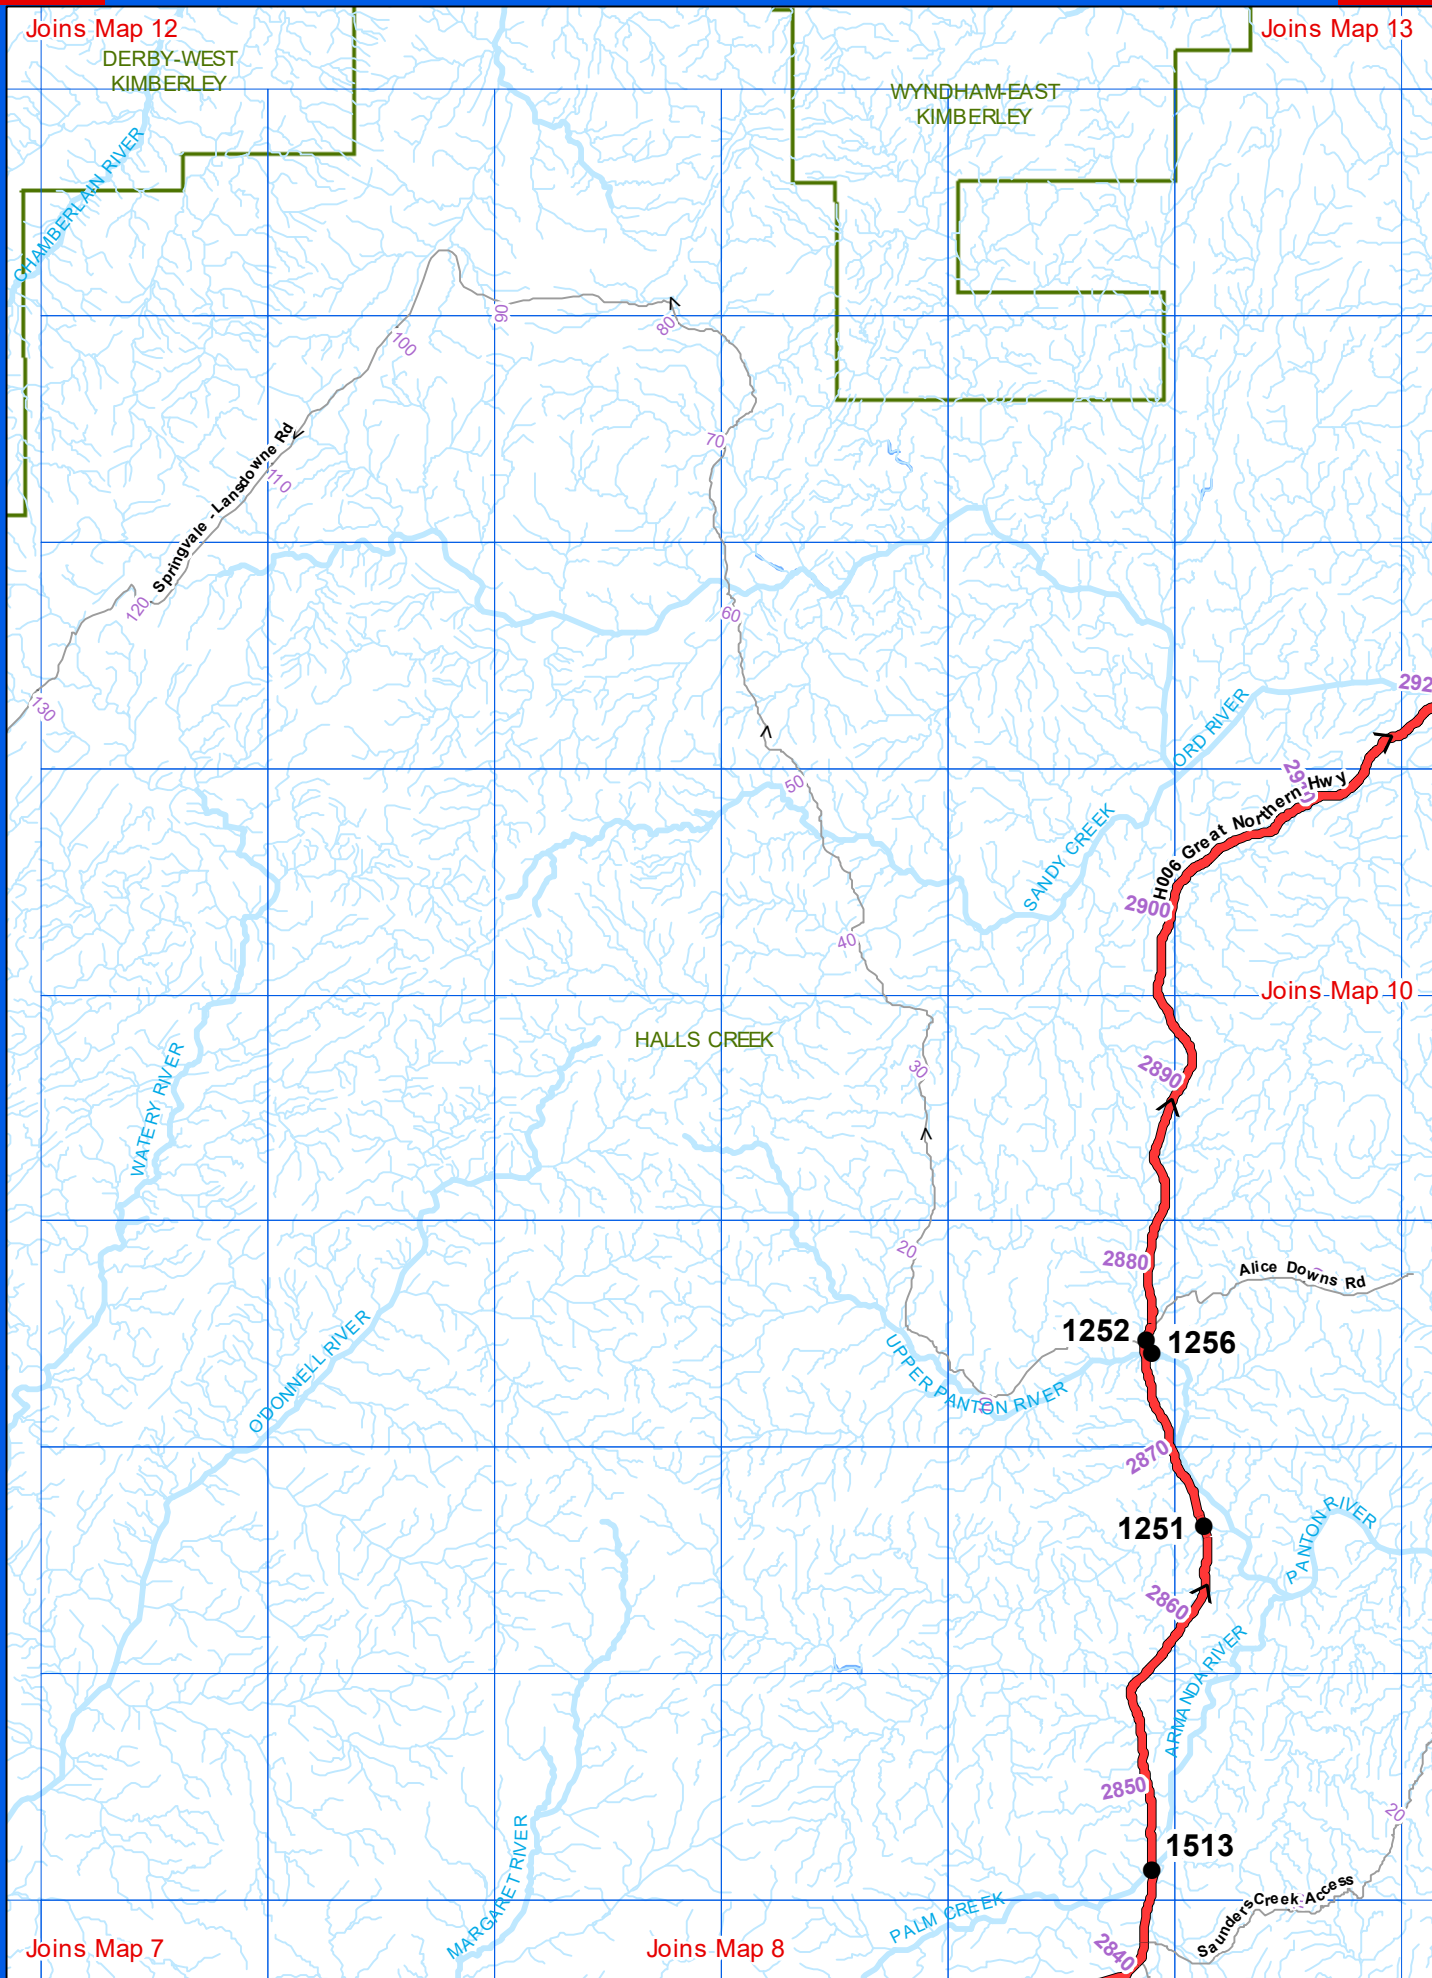 Joins Map 12
Joins Map 13
DERBY-WEST
KIMBERLEY
WYNDHAM-EAST
KIMBERLEY
CHAMBERLAIN RIVER
90
80
100
Springvale - Lansdowne Rd
70
110
120
60
130
292
ORD RIVER
50
H006 Great Northern Hwy
SANDY CREEK
2900
40
Joins Map 10
HALLS CREEK
WATERY RIVER
30
2890
20
2880
Alice Downs Rd
1252
1256
O'DONNELL RIVER
UPPER PANTON RIVER
2870
1251
PANTON RIVER
2860
ARMANDA RIVER
2850
20
1513
MARGARET RIVER
PALM CREEK
Saunders Creek Access
Joins Map 7
Joins Map 8
2840